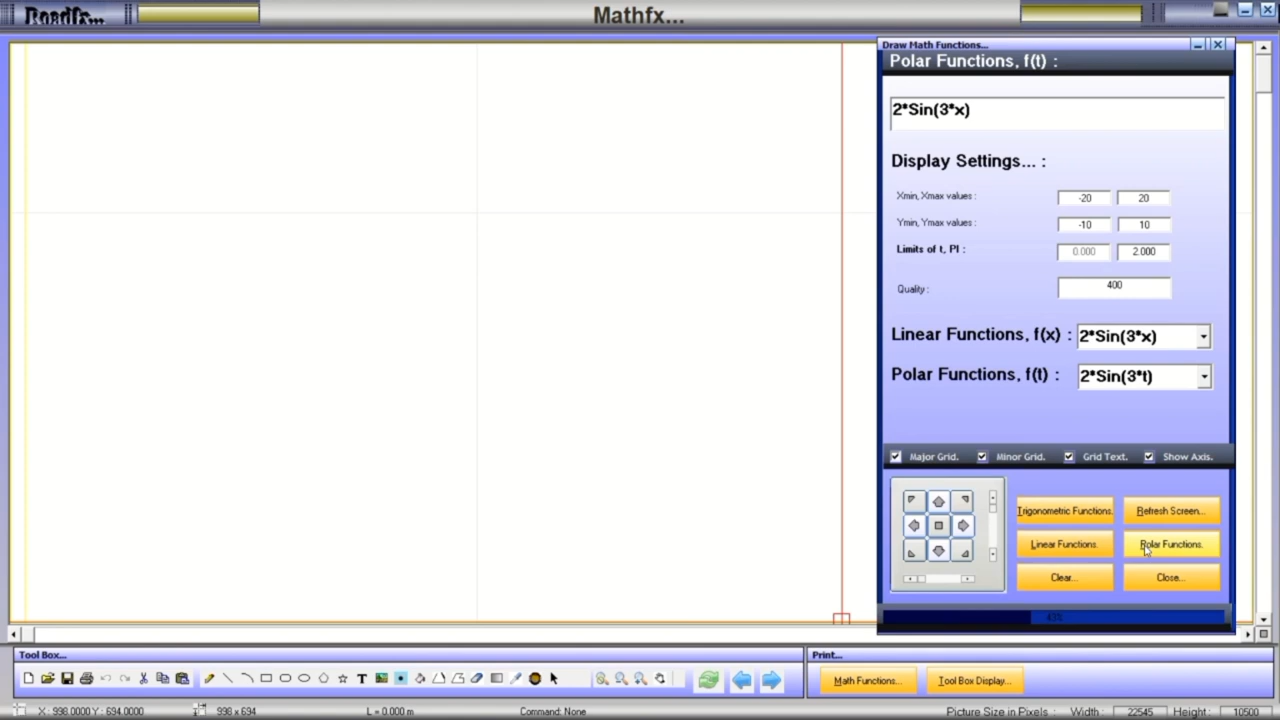 Roadfx...
Mathfx...
Draw Math Functions...
Polar Functions, f(t) :
2*Sin(3*x)
Display Settings... :
Xmin, Xmax values : -20 20
Ymin, Ymax values : -10 10
Limits of t, PI : 0.000 2.000
Quality : 400
Linear Functions, f(x) : 2*Sin(3*x)
Polar Functions, f(t) : 2*Sin(3*t)
Major Grid. Minor Grid. Grid Text. Show Axis.
Trigonometric Functions. Refresh Screen...
Linear Functions. Polar Functions.
Clear... Close...
43%
Tool Box... Print...
Math Functions... Tool Box Display...
X : 998.0000 Y : 694.0000 998 x 694 L = 0.000 m Command: None Picture Size in Pixels : Width : 22545 Height : 10500